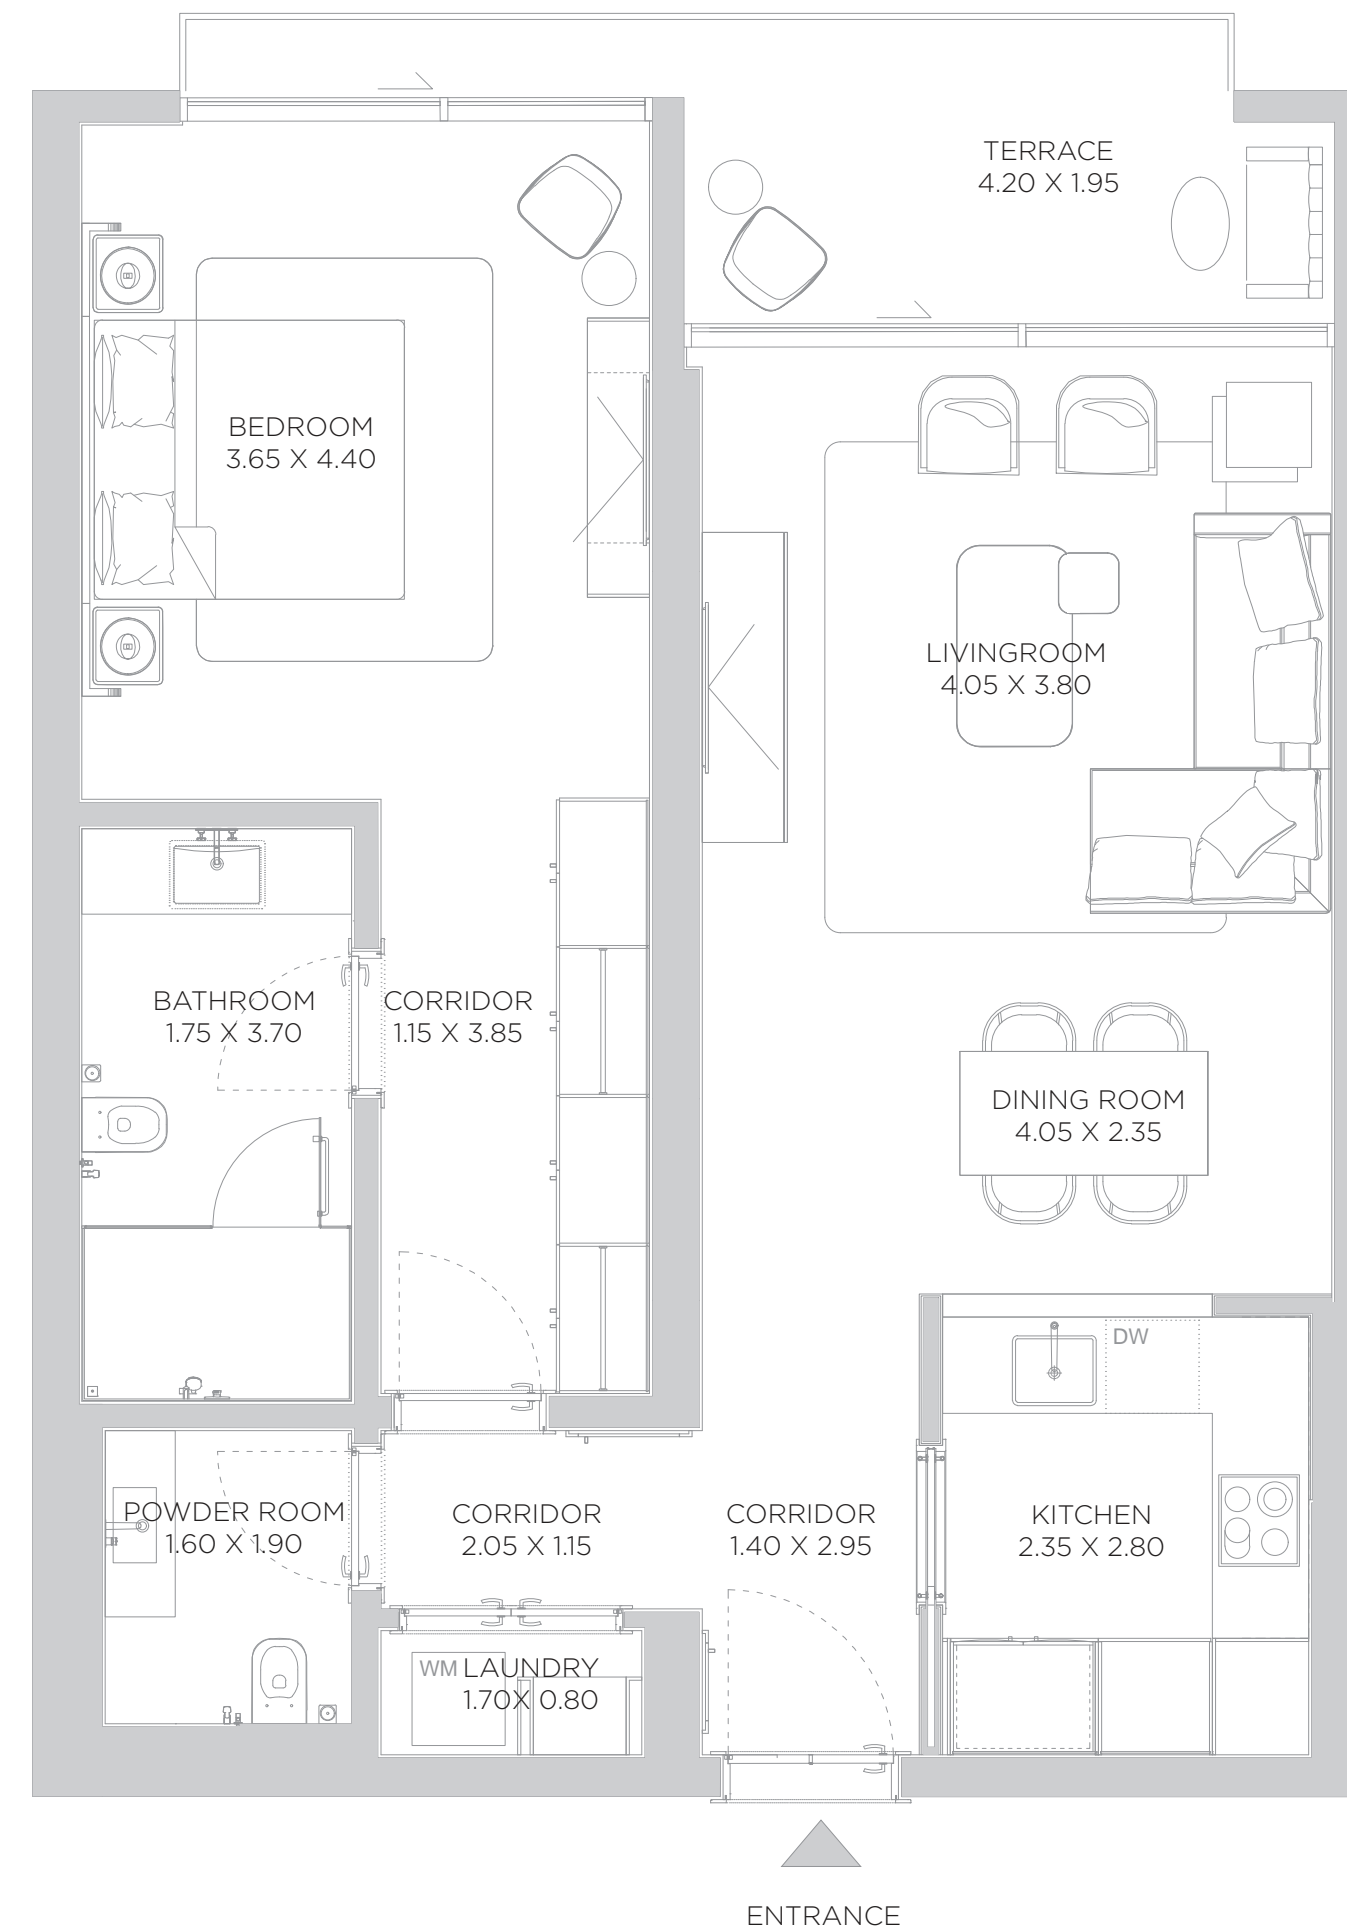 TERRACE
4.20 X 1.95
BEDROOM
3.65 X 4.40
LIVINGROOM
4.05 X 3.80
BATHROOM
1.75 X 3.70
CORRIDOR
1.15 X 3.85
DINING ROOM
4.05 X 2.35
DW
POWDER ROOM
1.60 X 1.90
CORRIDOR
2.05 X 1.15
CORRIDOR
1.40 X 2.95
KITCHEN
2.35 X 2.80
WM LAUNDRY
1.70X 0.80
ENTRANCE